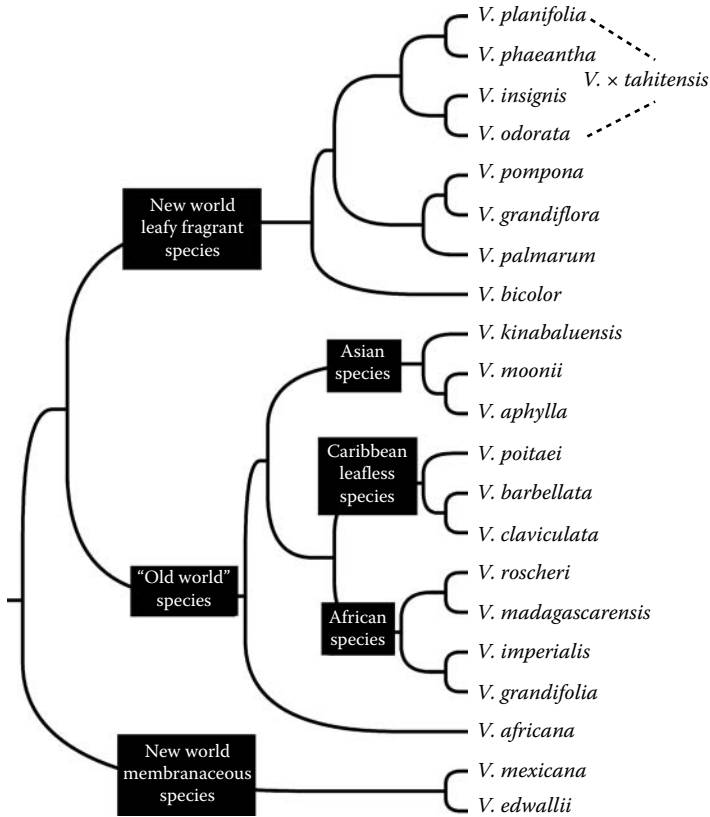 V. planifolia
V. phaeantha
V. × tahitensis
V. insignis
V. odorata
V. pompona
New world
leafy fragrant
species
V. grandiflora
V. palmarum
V. bicolor
V. kinabaluensis
Asian
species
V. moonii
V. aphylla
Caribbean
leafless
species
V. poitaei
V. barbellata
V. claviculata
"Old world"
species
V. roscheri
V. madagascarensis
African
species
V. imperialis
V. grandifolia
V. africana
New world
membranaceous
species
V. mexicana
V. edwallii